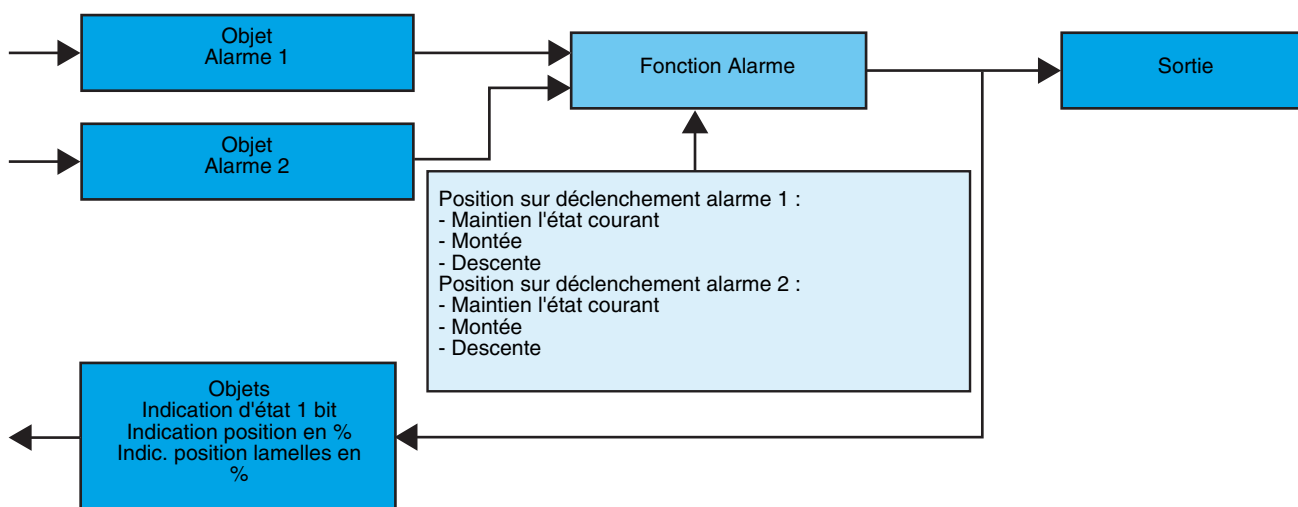 Objet
Alarme 1
Fonction Alarme
Sortie
Objet
Alarme 2
Position sur déclenchement alarme 1 :
- Maintien l'état courant
- Montée
- Descente
Position sur déclenchement alarme 2 :
- Maintien l'état courant
- Montée
- Descente
Objets
Indication d'état 1 bit
Indication position en %
Indic. position lamelles en
%